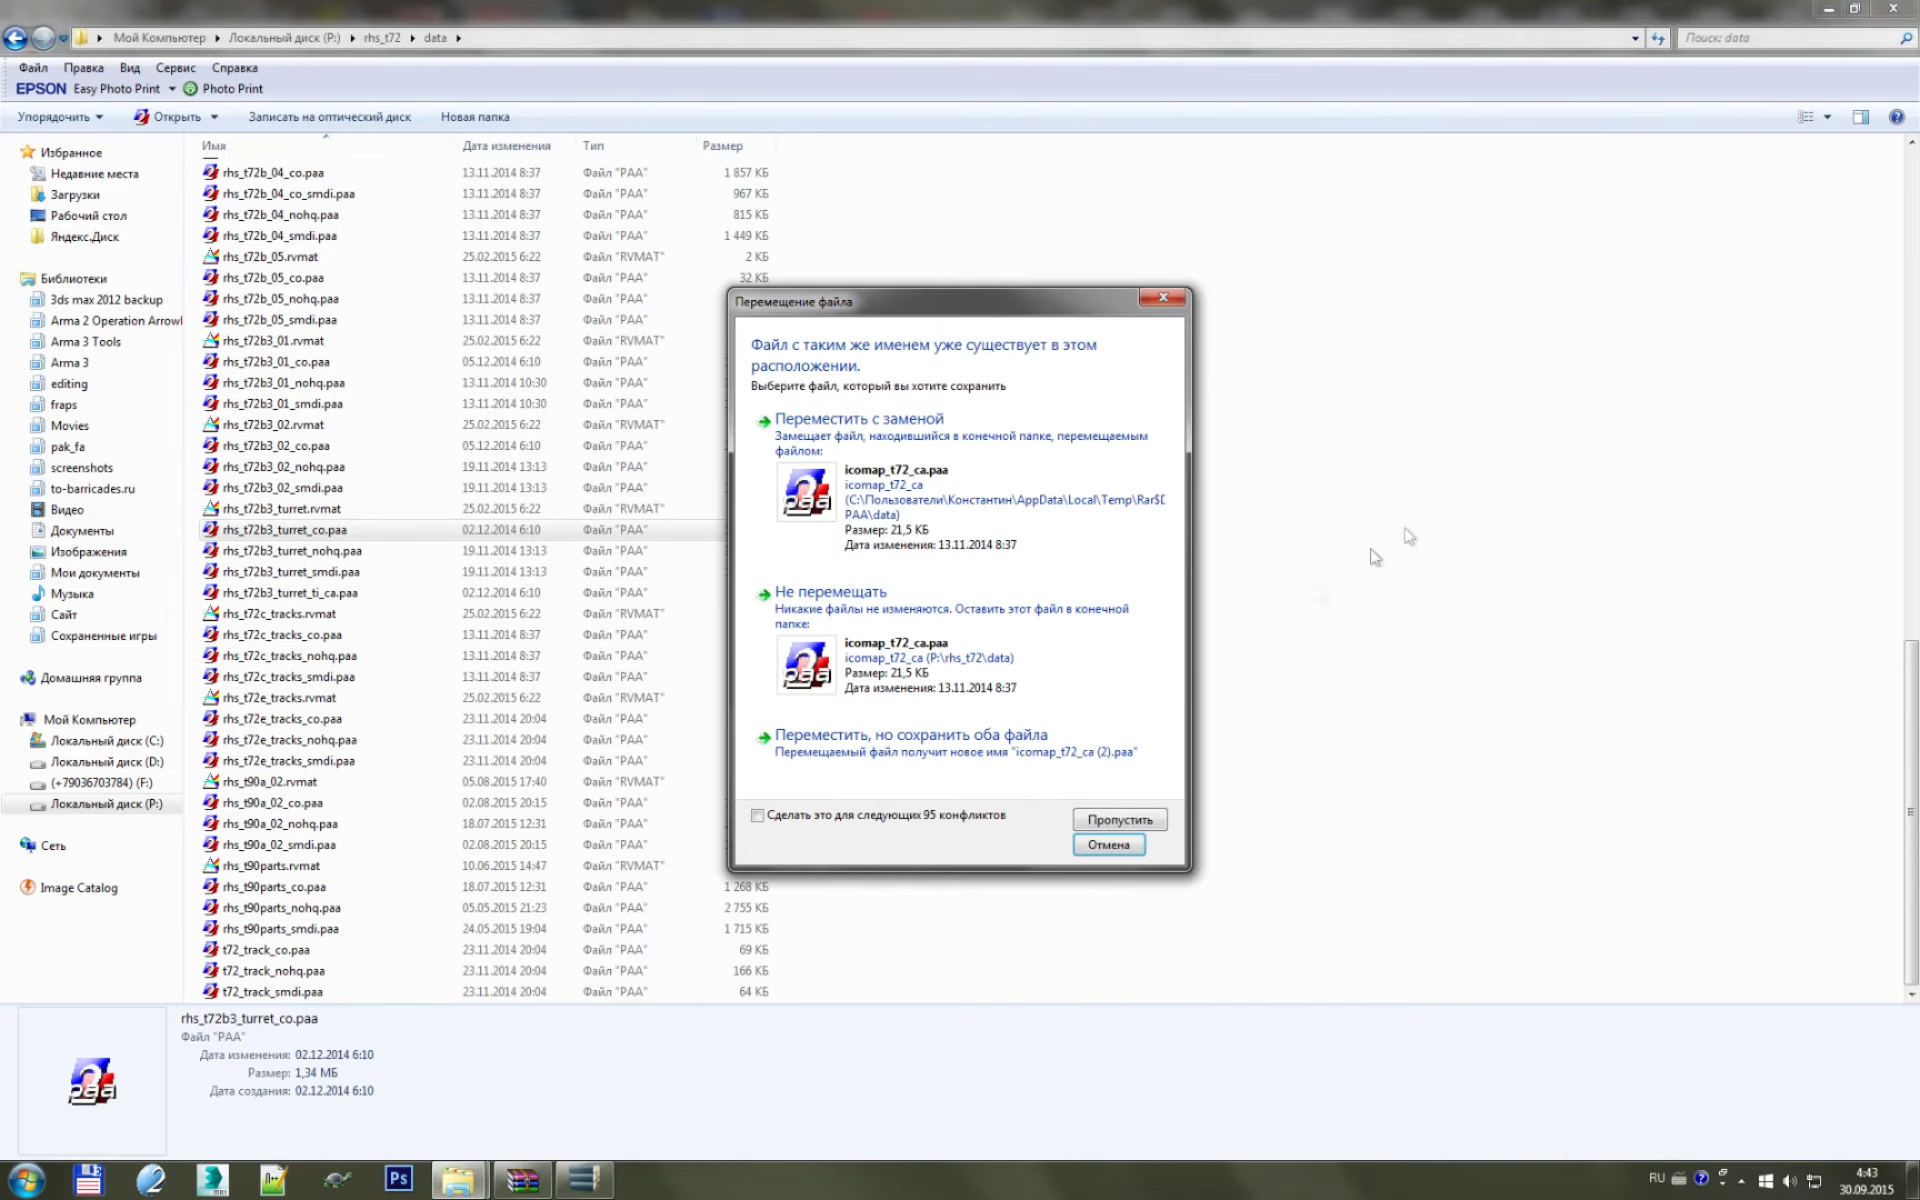 Мой Компьютер ▸ Локальный диск (P:) ▸ rhs_t72 ▸ data ▸
Поиск: data
Файл Правка Вид Сервис Справка
EPSON Easy Photo Print Photo Print
Упорядочить Открыть Записать на оптический диск Новая папка
Избранное
Недавние места
Загрузки
Рабочий стол
Яндекс.Диск
Библиотеки
3ds max 2012 backup
Arma 2 Operation Arrowl
Arma 3 Tools
Arma 3
editing
fraps
Movies
pak_fa
screenshots
to-barricades.ru
Видео
Документы
Изображения
Мои документы
Музыка
Сайт
Сохраненные игры
Домашняя группа
Мой Компьютер
Локальный диск (C:)
Локальный диск (D:)
(+79036703784) (F:)
Локальный диск (P:)
Сеть
Image Catalog
Имя Дата изменения Тип Размер
rhs_t72b_04_co.paa 13.11.2014 8:37 Файл "PAA" 1 857 КБ
rhs_t72b_04_co_smdi.paa 13.11.2014 8:37 Файл "PAA" 967 КБ
rhs_t72b_04_nohq.paa 13.11.2014 8:37 Файл "PAA" 815 КБ
rhs_t72b_04_smdi.paa 13.11.2014 8:37 Файл "PAA" 1 449 КБ
rhs_t72b_05.rvmat 25.02.2015 6:22 Файл "RVMAT" 2 КБ
rhs_t72b_05_co.paa 13.11.2014 8:37 Файл "PAA" 32 КБ
rhs_t72b_05_nohq.paa 13.11.2014 8:37 Файл "PAA"
rhs_t72b_05_smdi.paa 13.11.2014 8:37 Файл "PAA"
rhs_t72b3_01.rvmat 25.02.2015 6:22 Файл "RVMAT"
rhs_t72b3_01_co.paa 05.12.2014 6:10 Файл "PAA"
rhs_t72b3_01_nohq.paa 13.11.2014 10:30 Файл "PAA"
rhs_t72b3_01_smdi.paa 13.11.2014 10:30 Файл "PAA"
rhs_t72b3_02.rvmat 25.02.2015 6:22 Файл "RVMAT"
rhs_t72b3_02_co.paa 05.12.2014 6:10 Файл "PAA"
rhs_t72b3_02_nohq.paa 19.11.2014 13:13 Файл "PAA"
rhs_t72b3_02_smdi.paa 19.11.2014 13:13 Файл "PAA"
rhs_t72b3_turret.rvmat 25.02.2015 6:22 Файл "RVMAT"
rhs_t72b3_turret_co.paa 02.12.2014 6:10 Файл "PAA"
rhs_t72b3_turret_nohq.paa 19.11.2014 13:13 Файл "PAA"
rhs_t72b3_turret_smdi.paa 19.11.2014 13:13 Файл "PAA"
rhs_t72b3_turret_ti_ca.paa 02.12.2014 6:10 Файл "PAA"
rhs_t72c_tracks.rvmat 25.02.2015 6:22 Файл "RVMAT"
rhs_t72c_tracks_co.paa 13.11.2014 8:37 Файл "PAA"
rhs_t72c_tracks_nohq.paa 13.11.2014 8:37 Файл "PAA"
rhs_t72c_tracks_smdi.paa 13.11.2014 8:37 Файл "PAA"
rhs_t72e_tracks.rvmat 25.02.2015 6:22 Файл "RVMAT"
rhs_t72e_tracks_co.paa 23.11.2014 20:04 Файл "PAA"
rhs_t72e_tracks_nohq.paa 23.11.2014 20:04 Файл "PAA"
rhs_t72e_tracks_smdi.paa 23.11.2014 20:04 Файл "PAA"
rhs_t90a_02.rvmat 05.08.2015 17:40 Файл "RVMAT"
rhs_t90a_02_co.paa 02.08.2015 20:15 Файл "PAA"
rhs_t90a_02_nohq.paa 18.07.2015 12:31 Файл "PAA"
rhs_t90a_02_smdi.paa 02.08.2015 20:15 Файл "PAA"
rhs_t90parts.rvmat 10.06.2015 14:47 Файл "RVMAT"
rhs_t90parts_co.paa 18.07.2015 12:31 Файл "PAA" 1 268 КБ
rhs_t90parts_nohq.paa 05.05.2015 21:23 Файл "PAA" 2 755 КБ
rhs_t90parts_smdi.paa 24.05.2015 19:04 Файл "PAA" 1 715 КБ
t72_track_co.paa 23.11.2014 20:04 Файл "PAA" 69 КБ
t72_track_nohq.paa 23.11.2014 20:04 Файл "PAA" 166 КБ
t72_track_smdi.paa 23.11.2014 20:04 Файл "PAA" 64 КБ
Перемещение файла
Файл с таким же именем уже существует в этом
расположении.
Выберите файл, который вы хотите сохранить
Переместить с заменой
Замещает файл, находившийся в конечной папке, перемещаемым
файлом:
paa
icomap_t72_ca.paa
icomap_t72_ca
(C:\Пользователи\Константин\AppData\Local\Temp\Rar$D
PAA\data)
Размер: 21,5 КБ
Дата изменения: 13.11.2014 8:37
Не перемещать
Никакие файлы не изменяются. Оставить этот файл в конечной
папке:
paa
icomap_t72_ca.paa
icomap_t72_ca (P:\rhs_t72\data)
Размер: 21,5 КБ
Дата изменения: 13.11.2014 8:37
Переместить, но сохранить оба файла
Перемещаемый файл получит новое имя "icomap_t72_ca (2).paa"
Сделать это для следующих 95 конфликтов
Пропустить
Отмена
paa
rhs_t72b3_turret_co.paa
Файл "PAA"
Дата изменения: 02.12.2014 6:10
Размер: 1,34 МБ
Дата создания: 02.12.2014 6:10
Ps
RU
4:43
30.09.2015